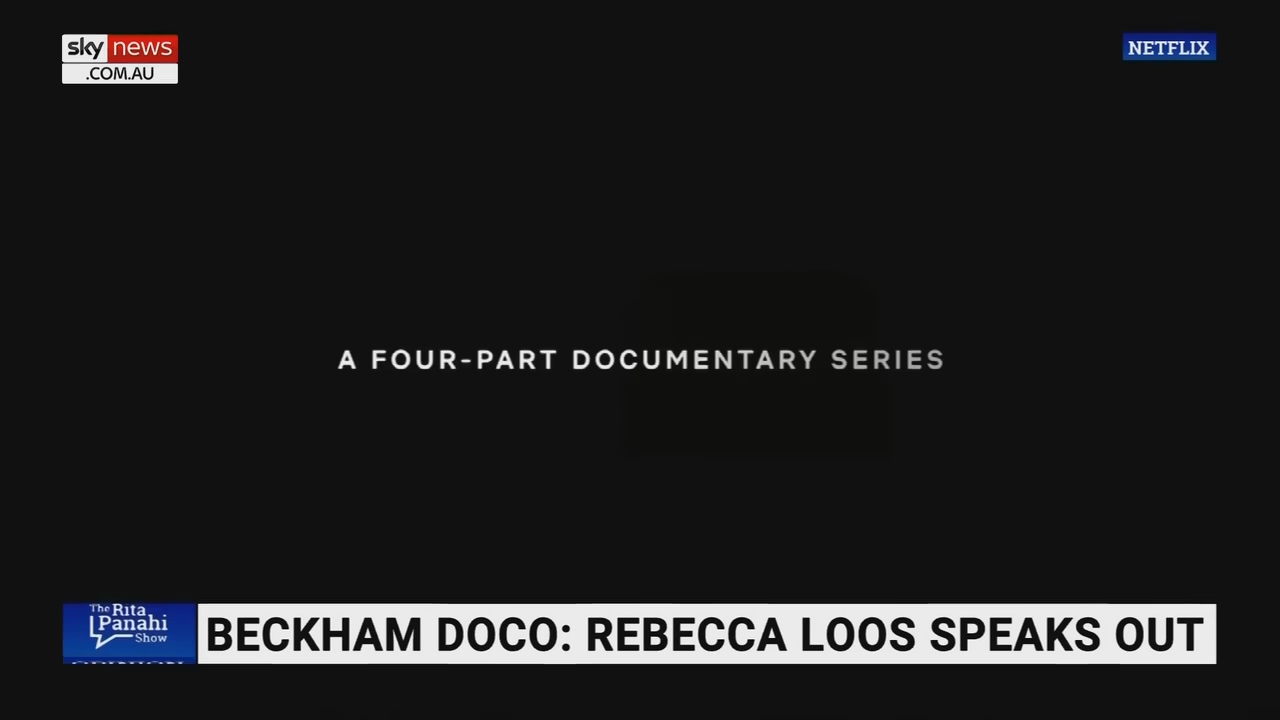 sky news
.COM.AU
NETFLIX
A FOUR-PART DOCUMENTARY SERIES
The Rita
Panahi
Show
BECKHAM DOCO: REBECCA LOOS SPEAKS OUT